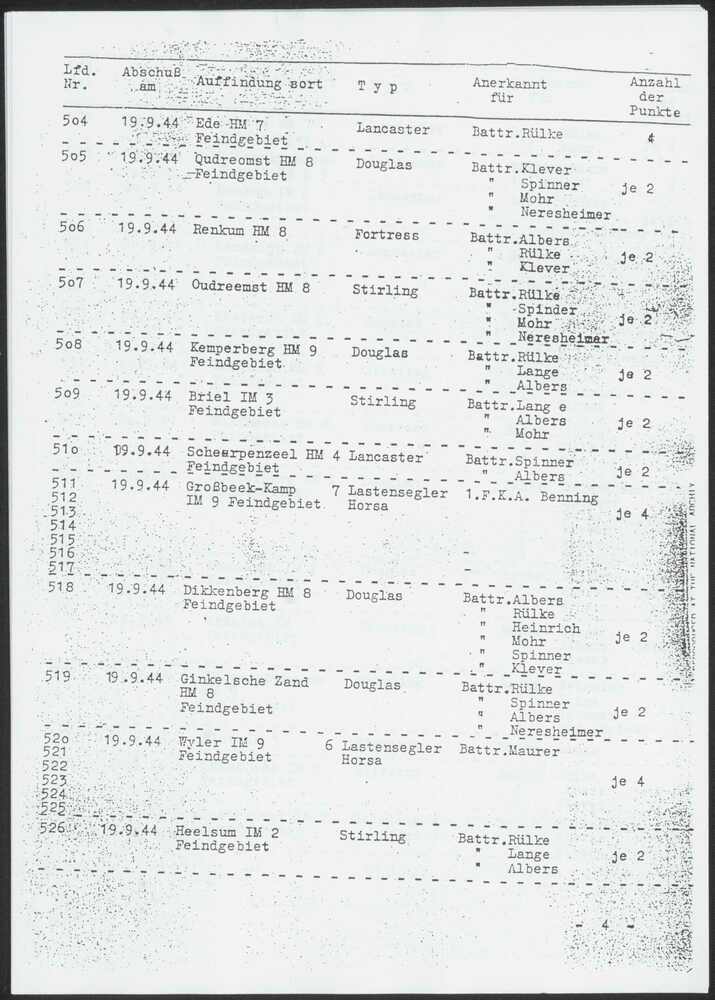 Lfd. Nr. Abschuß am Auffindungsort T y p Anerkannt für Anzahl der Punkte
504 19.9.44 Ede HM 7 Lancaster Battr.Rülke 4
Feindgebiet
505 19.9.44 Oudreomst HM 8 Douglas Battr.Klever
Feindgebiet " Spinner je 2
" Mohr
" Neresheimer
506 19.9.44 Renkum HM 8 Fortress Battr.Albers
" Rülke je 2
" Klever
507 19.9.44 Oudreemst HM 8 Stirling Battr.Rülke
" Spinder
" Mohr je 2
" Neresheimer
508 19.9.44 Kemperberg HM 9 Douglas Battr.Rülke
Feindgebiet " Lange je 2
" Albers
509 19.9.44 Briel IM 3 Stirling Battr.Lang e
Feindgebiet " Albers je 2
" Mohr
51o 19.9.44 Scheerpenzeel HM 4 Lancaster Battr.Spinner
Feindgebiet " Albers je 2
511 19.9.44 Großbeek-Kamp 7 Lastensegler 1.F.K.A. Benning
512 IM 9 Feindgebiet Horsa
513 je 4
514
515
516
517
518 19.9.44 Dikkenberg HM 8 Douglas Battr.Albers
Feindgebiet " Rülke
" Heinrich
" Mohr je 2
" Spinner
" Klever
519 19.9.44 Ginkelsche Zand Douglas Battr.Rülke
HM 8 " Spinner
Feindgebiet " Albers je 2
" Neresheimer
52o 19.9.44 Wyler IM 9 6 Lastensegler Battr.Maurer
521 Feindgebiet Horsa
522
523 je 4
524
525
526 19.9.44 Heelsum IM 2 Stirling Battr.Rülke
Feindgebiet " Lange je 2
" Albers
- 4 -